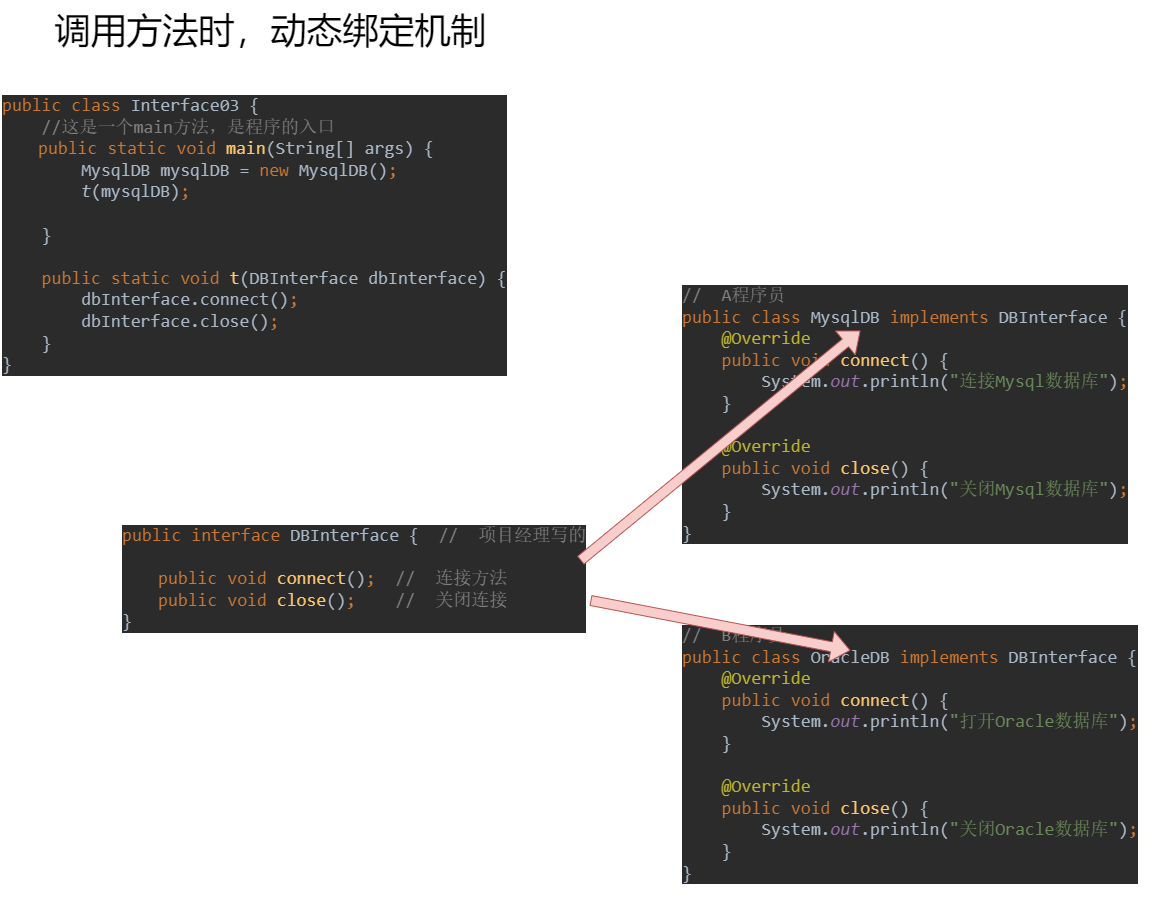 调用方法时，动态绑定机制
public class Interface03 {
//这是一个main方法，是程序的入口
public static void main(String[] args) {
MysqlDB mysqlDB = new MysqlDB();
t(mysqlDB);
}
public static void t(DBInterface dbInterface) {
dbInterface.connect();
dbInterface.close();
}
}
public interface DBInterface { // 项目经理写的
public void connect(); // 连接方法
public void close(); // 关闭连接
}
// A程序员
public class MysqlDB implements DBInterface {
@Override
public void connect() {
System.out.println("连接Mysql数据库");
}
@Override
public void close() {
System.out.println("关闭Mysql数据库");
}
}
// B程序员
public class OracleDB implements DBInterface {
@Override
public void connect() {
System.out.println("打开Oracle数据库");
}
@Override
public void close() {
System.out.println("关闭Oracle数据库");
}
}